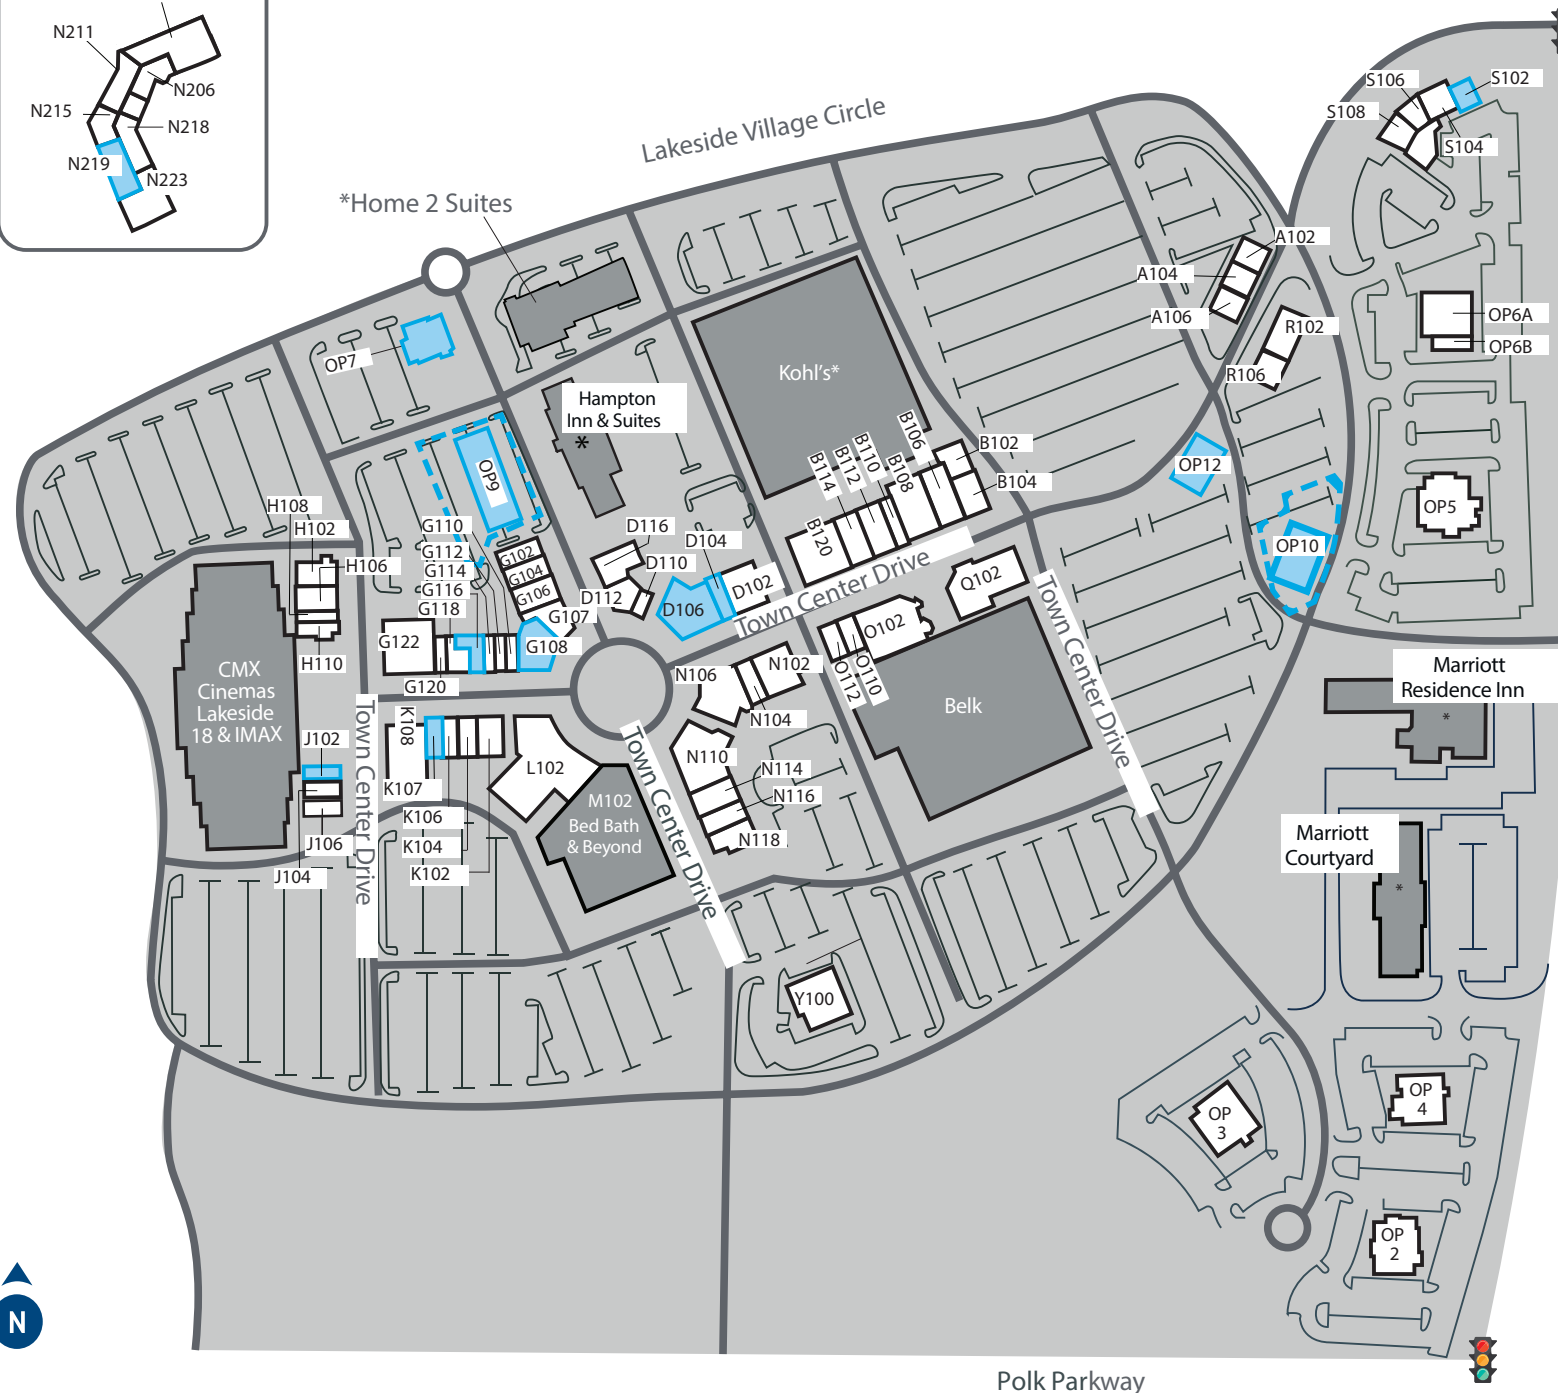 N211
N206
N215
N218
N219
N223
Lakeside Village Circle
*Home 2 Suites
S106
S102
S108
S104
A102
A104
A106
R102
R106
OP6A
OP6B
OP7
Kohl's*
Hampton
Inn & Suites
*
B106
B110
B112
B114
B108
B102
B104
B120
OP12
OP9
OP5
OP10
H108
H102
H106
H110
G110
G112
G114
G116
G118
G102
G104
G106
G107
G108
G122
G120
D116
D104
D110
D112
D106
D102
Town Center Drive
Q102
O102
O110
O112
Town Center Drive
Belk
CMX
Cinemas
Lakeside
18 & IMAX
J102
J106
J104
Town Center Drive
K108
K107
K106
K104
K102
L102
M102
Bed Bath
& Beyond
Town Center Drive
N106
N102
N104
N110
N114
N116
N118
Marriott
Residence Inn
*
Marriott
Courtyard
*
Y100
OP
4
OP
3
OP
2
N
Polk Parkway